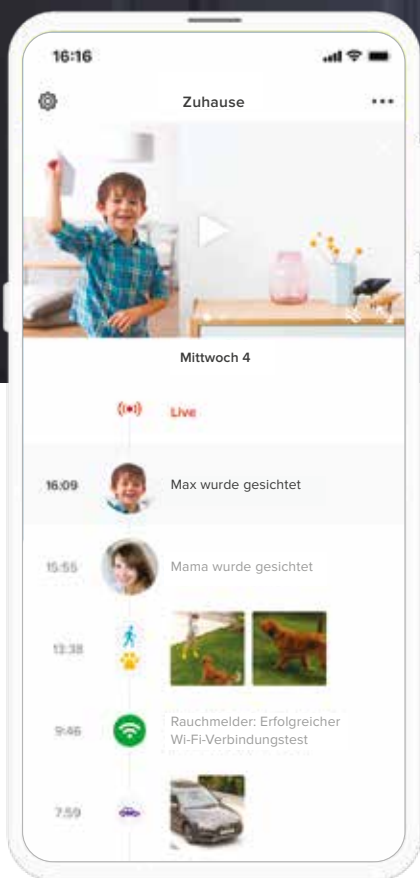 16:16
Zuhause
Mittwoch 4
Live
16:09
Max wurde gesichtet
15:55
Mama wurde gesichtet
13:38
9:46
Rauchmelder: Erfolgreicher
Wi-Fi-Verbindungstest
7:59